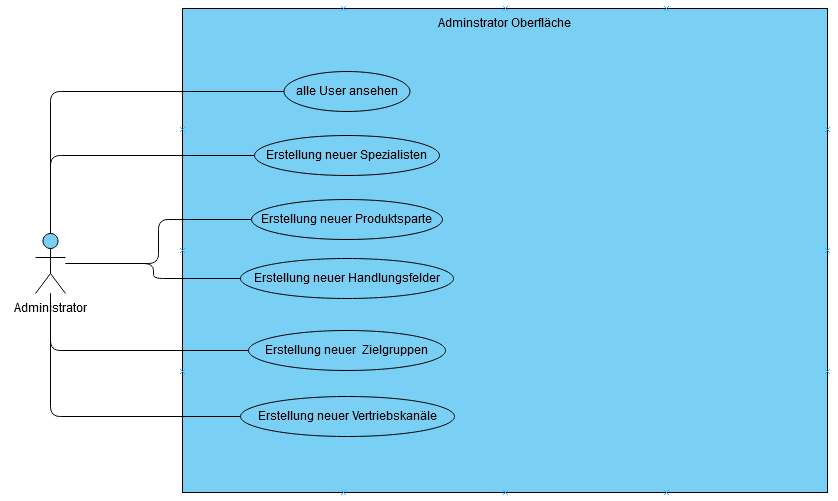 Adminstrator Oberfläche
alle User ansehen
Erstellung neuer Spezialisten
Erstellung neuer Produktsparte
Erstellung neuer Handlungsfelder
Administrator
Erstellung neuer Zielgruppen
Erstellung neuer Vertriebskanäle